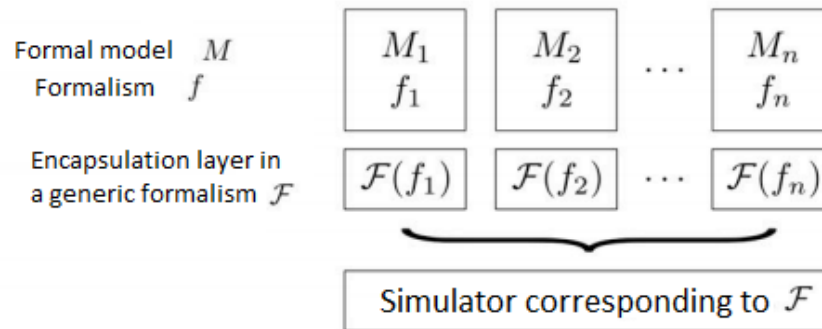 Formal model M M₁ M₂ ⋯ Mₙ
Formalism f f₁ f₂ fₙ
Encapsulation layer in
a generic formalism ℱ ℱ(f₁) ℱ(f₂) ⋯ ℱ(fₙ)
Simulator corresponding to ℱ